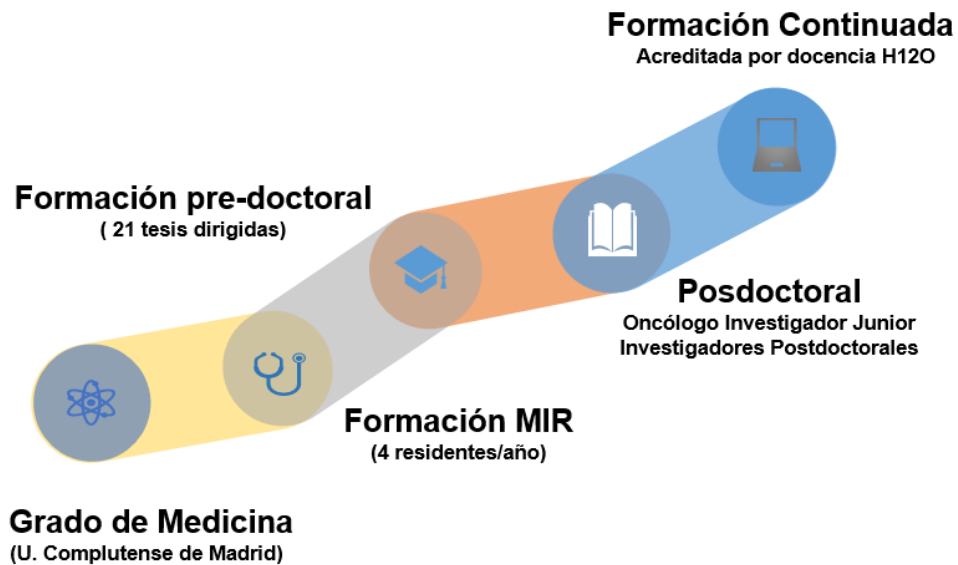 Formación Continuada
Acreditada por docencia H12O
Formación pre-doctoral
( 21 tesis dirigidas)
Posdoctoral
Oncólogo Investigador Junior
Investigadores Postdoctorales
Formación MIR
(4 residentes/año)
Grado de Medicina
(U. Complutense de Madrid)